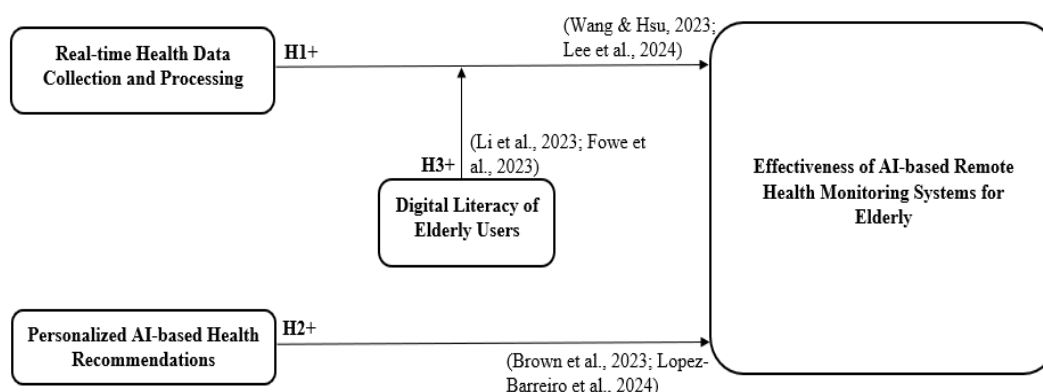 (Wang & Hsu, 2023;
Lee et al., 2024)
Real-time Health Data
Collection and Processing
H1+
(Li et al., 2023; Fowe et
al., 2023)
H3+
Effectiveness of AI-based Remote
Health Monitoring Systems for
Elderly
Digital Literacy of
Elderly Users
Personalized AI-based Health
Recommendations
H2+
(Brown et al., 2023; Lopez-
Barreiro et al., 2024)